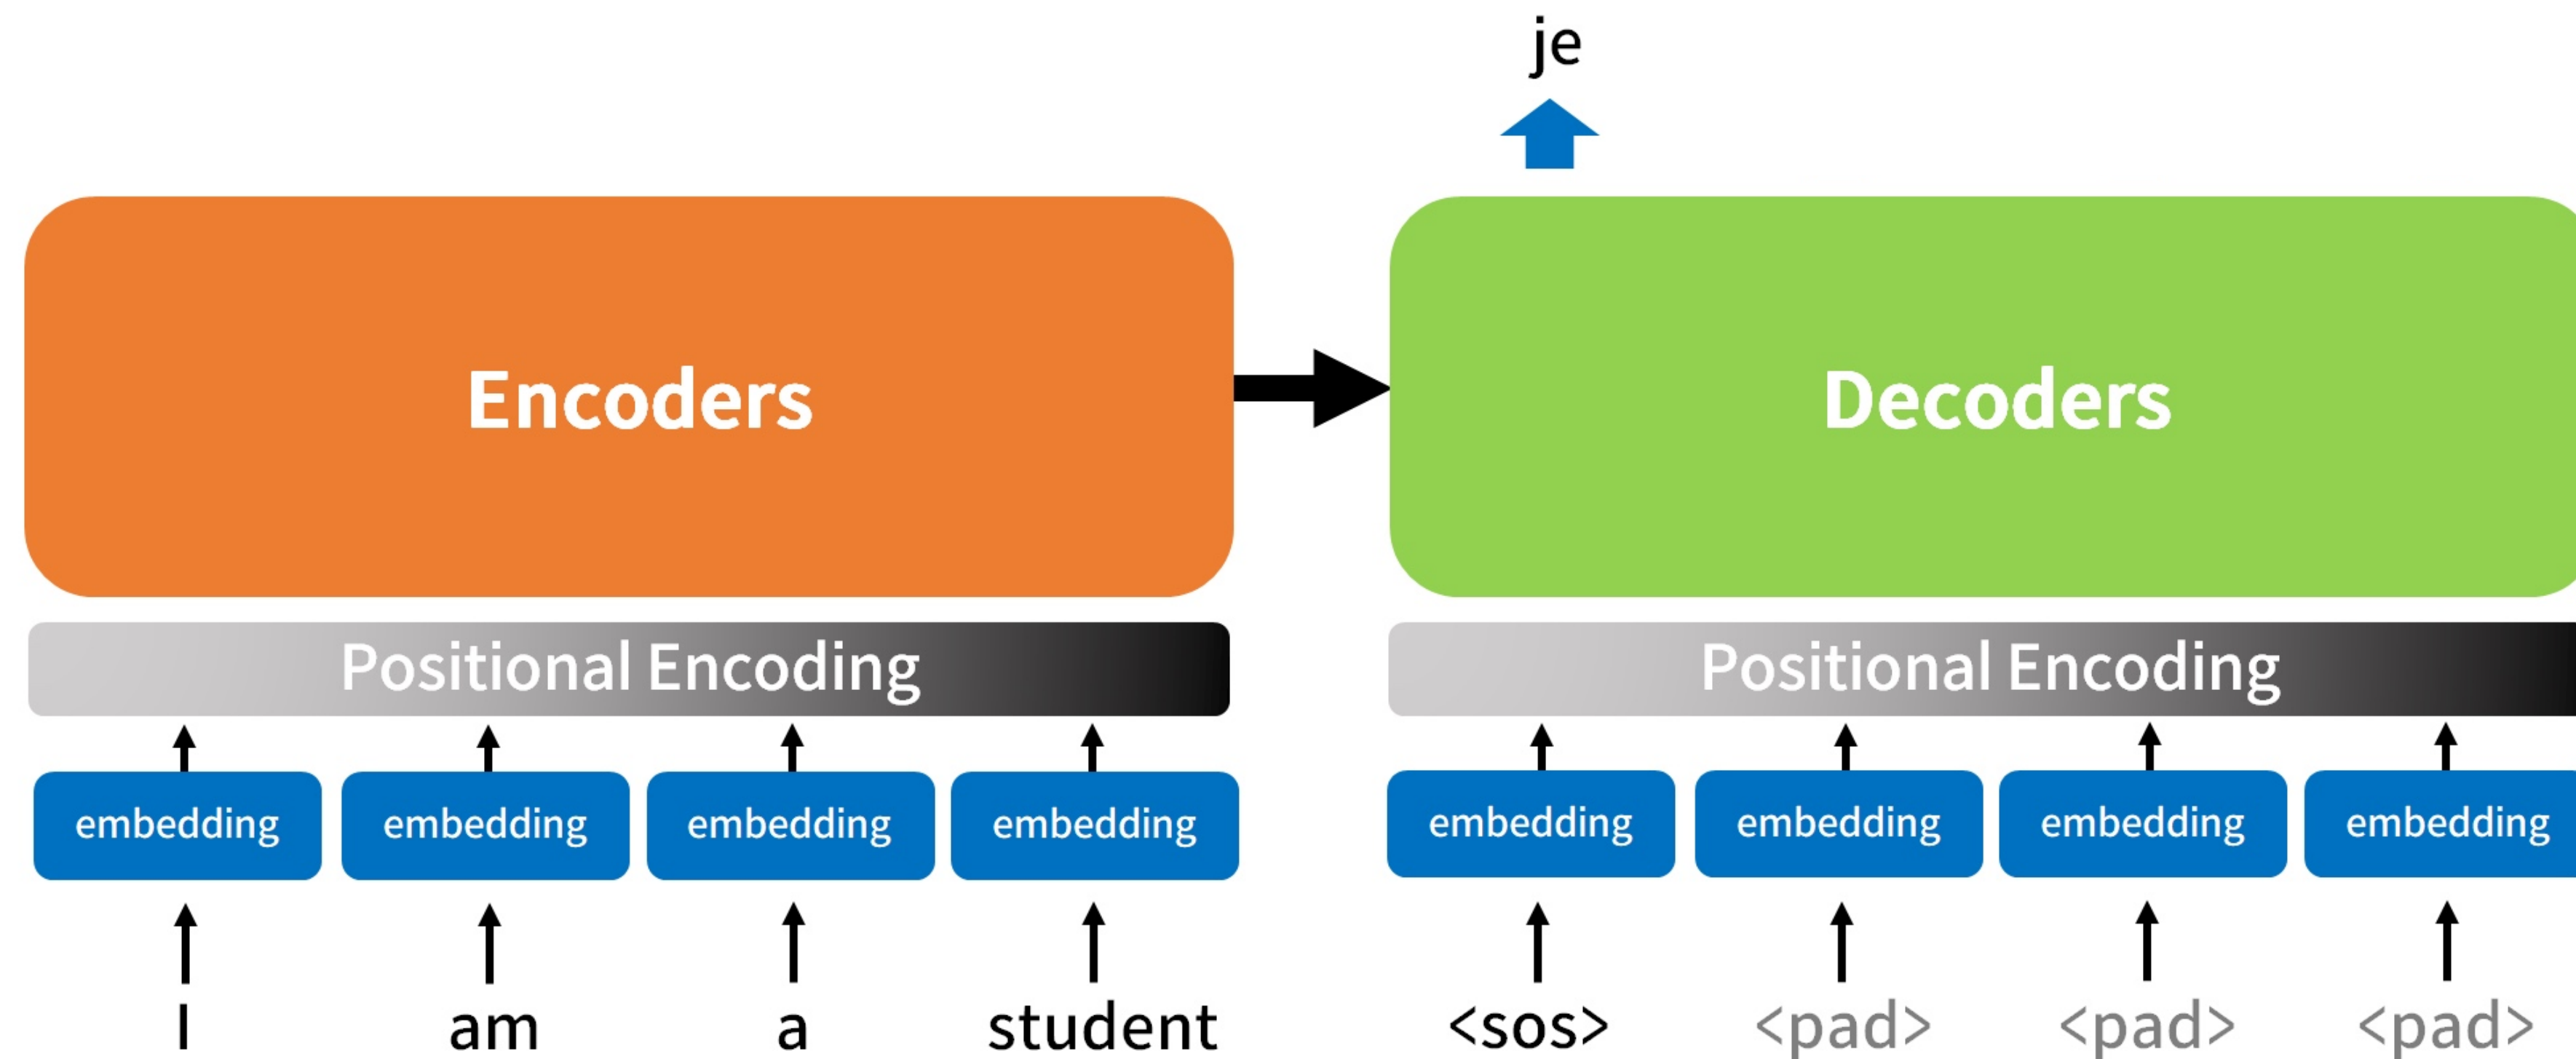 je
Encoders
Decoders
Positional Encoding
Positional Encoding
embedding embedding embedding embedding
embedding embedding embedding embedding
I am a student
<sos> <pad> <pad> <pad>